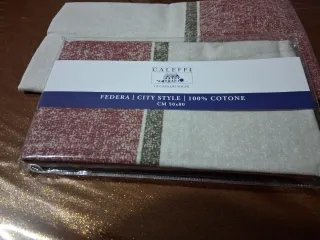 CALEFFI
FEDERA | CITY STYLE | 100% COTONE
CM 50x80